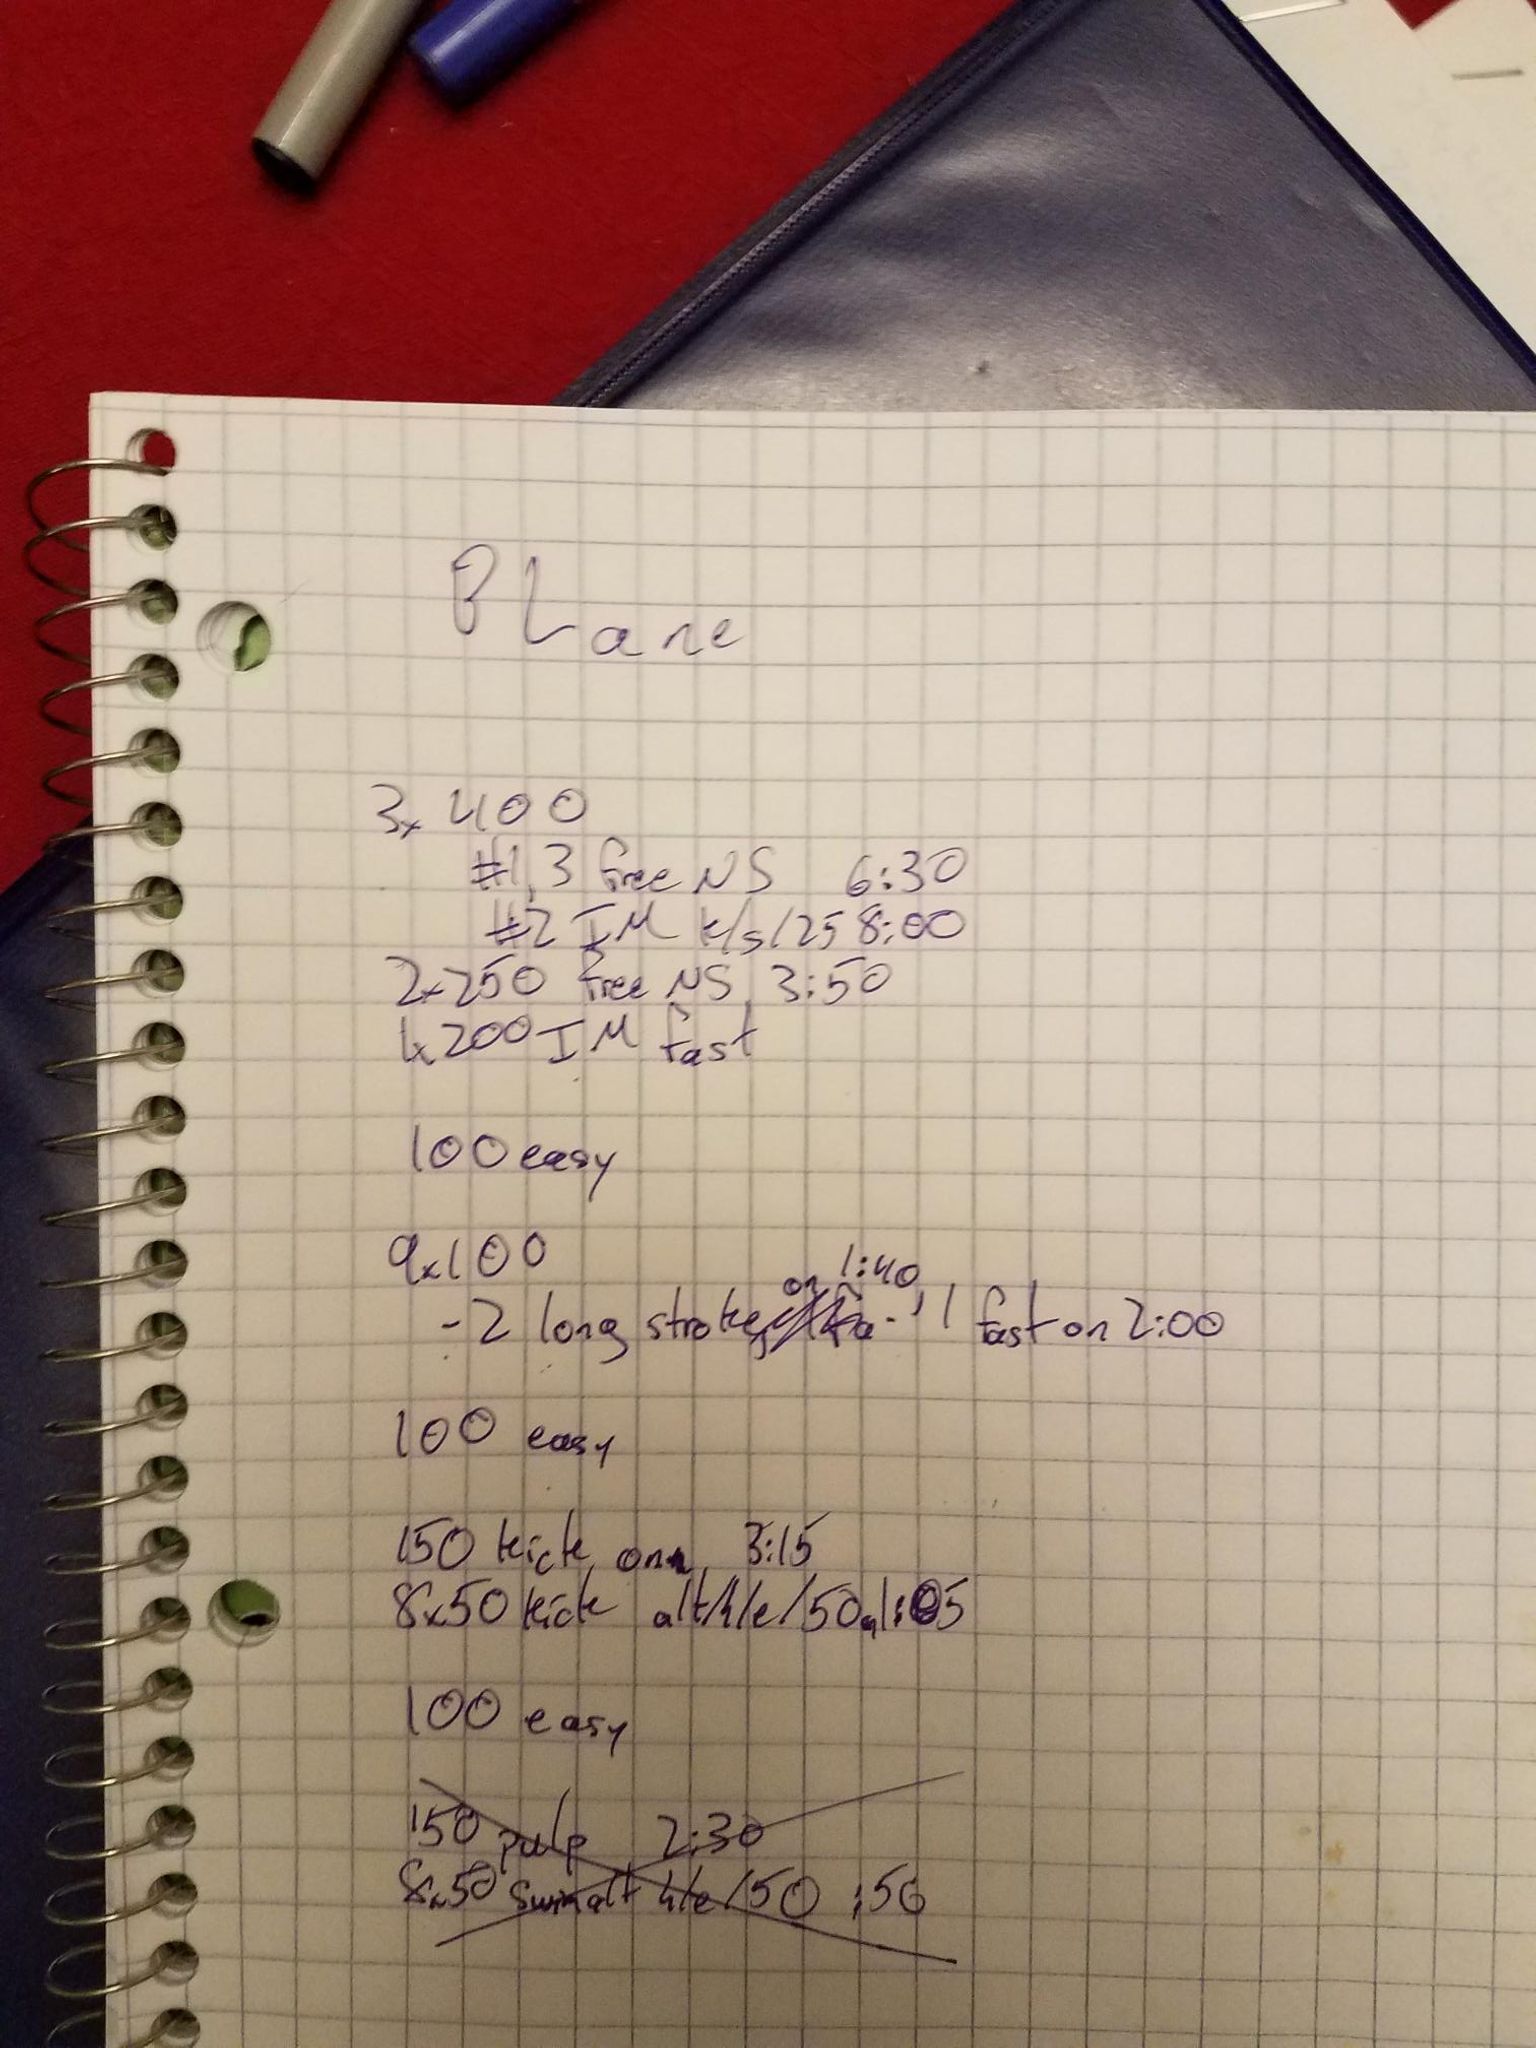 B Lane
3x 400
#1,3 free NS 6:30
#2 IM k/s/25 8:00
2x250 free NS 3:50
1x200 IM fast
100 easy
9x100
on 1:40,
-2 long strokes 1 fast on 2:00
100 easy
150 kick on 3:15
8x50 kick alt/h/e/50 1:05
100 easy
150 pulp 2:30
8x50 swim alt h/e/50 :50